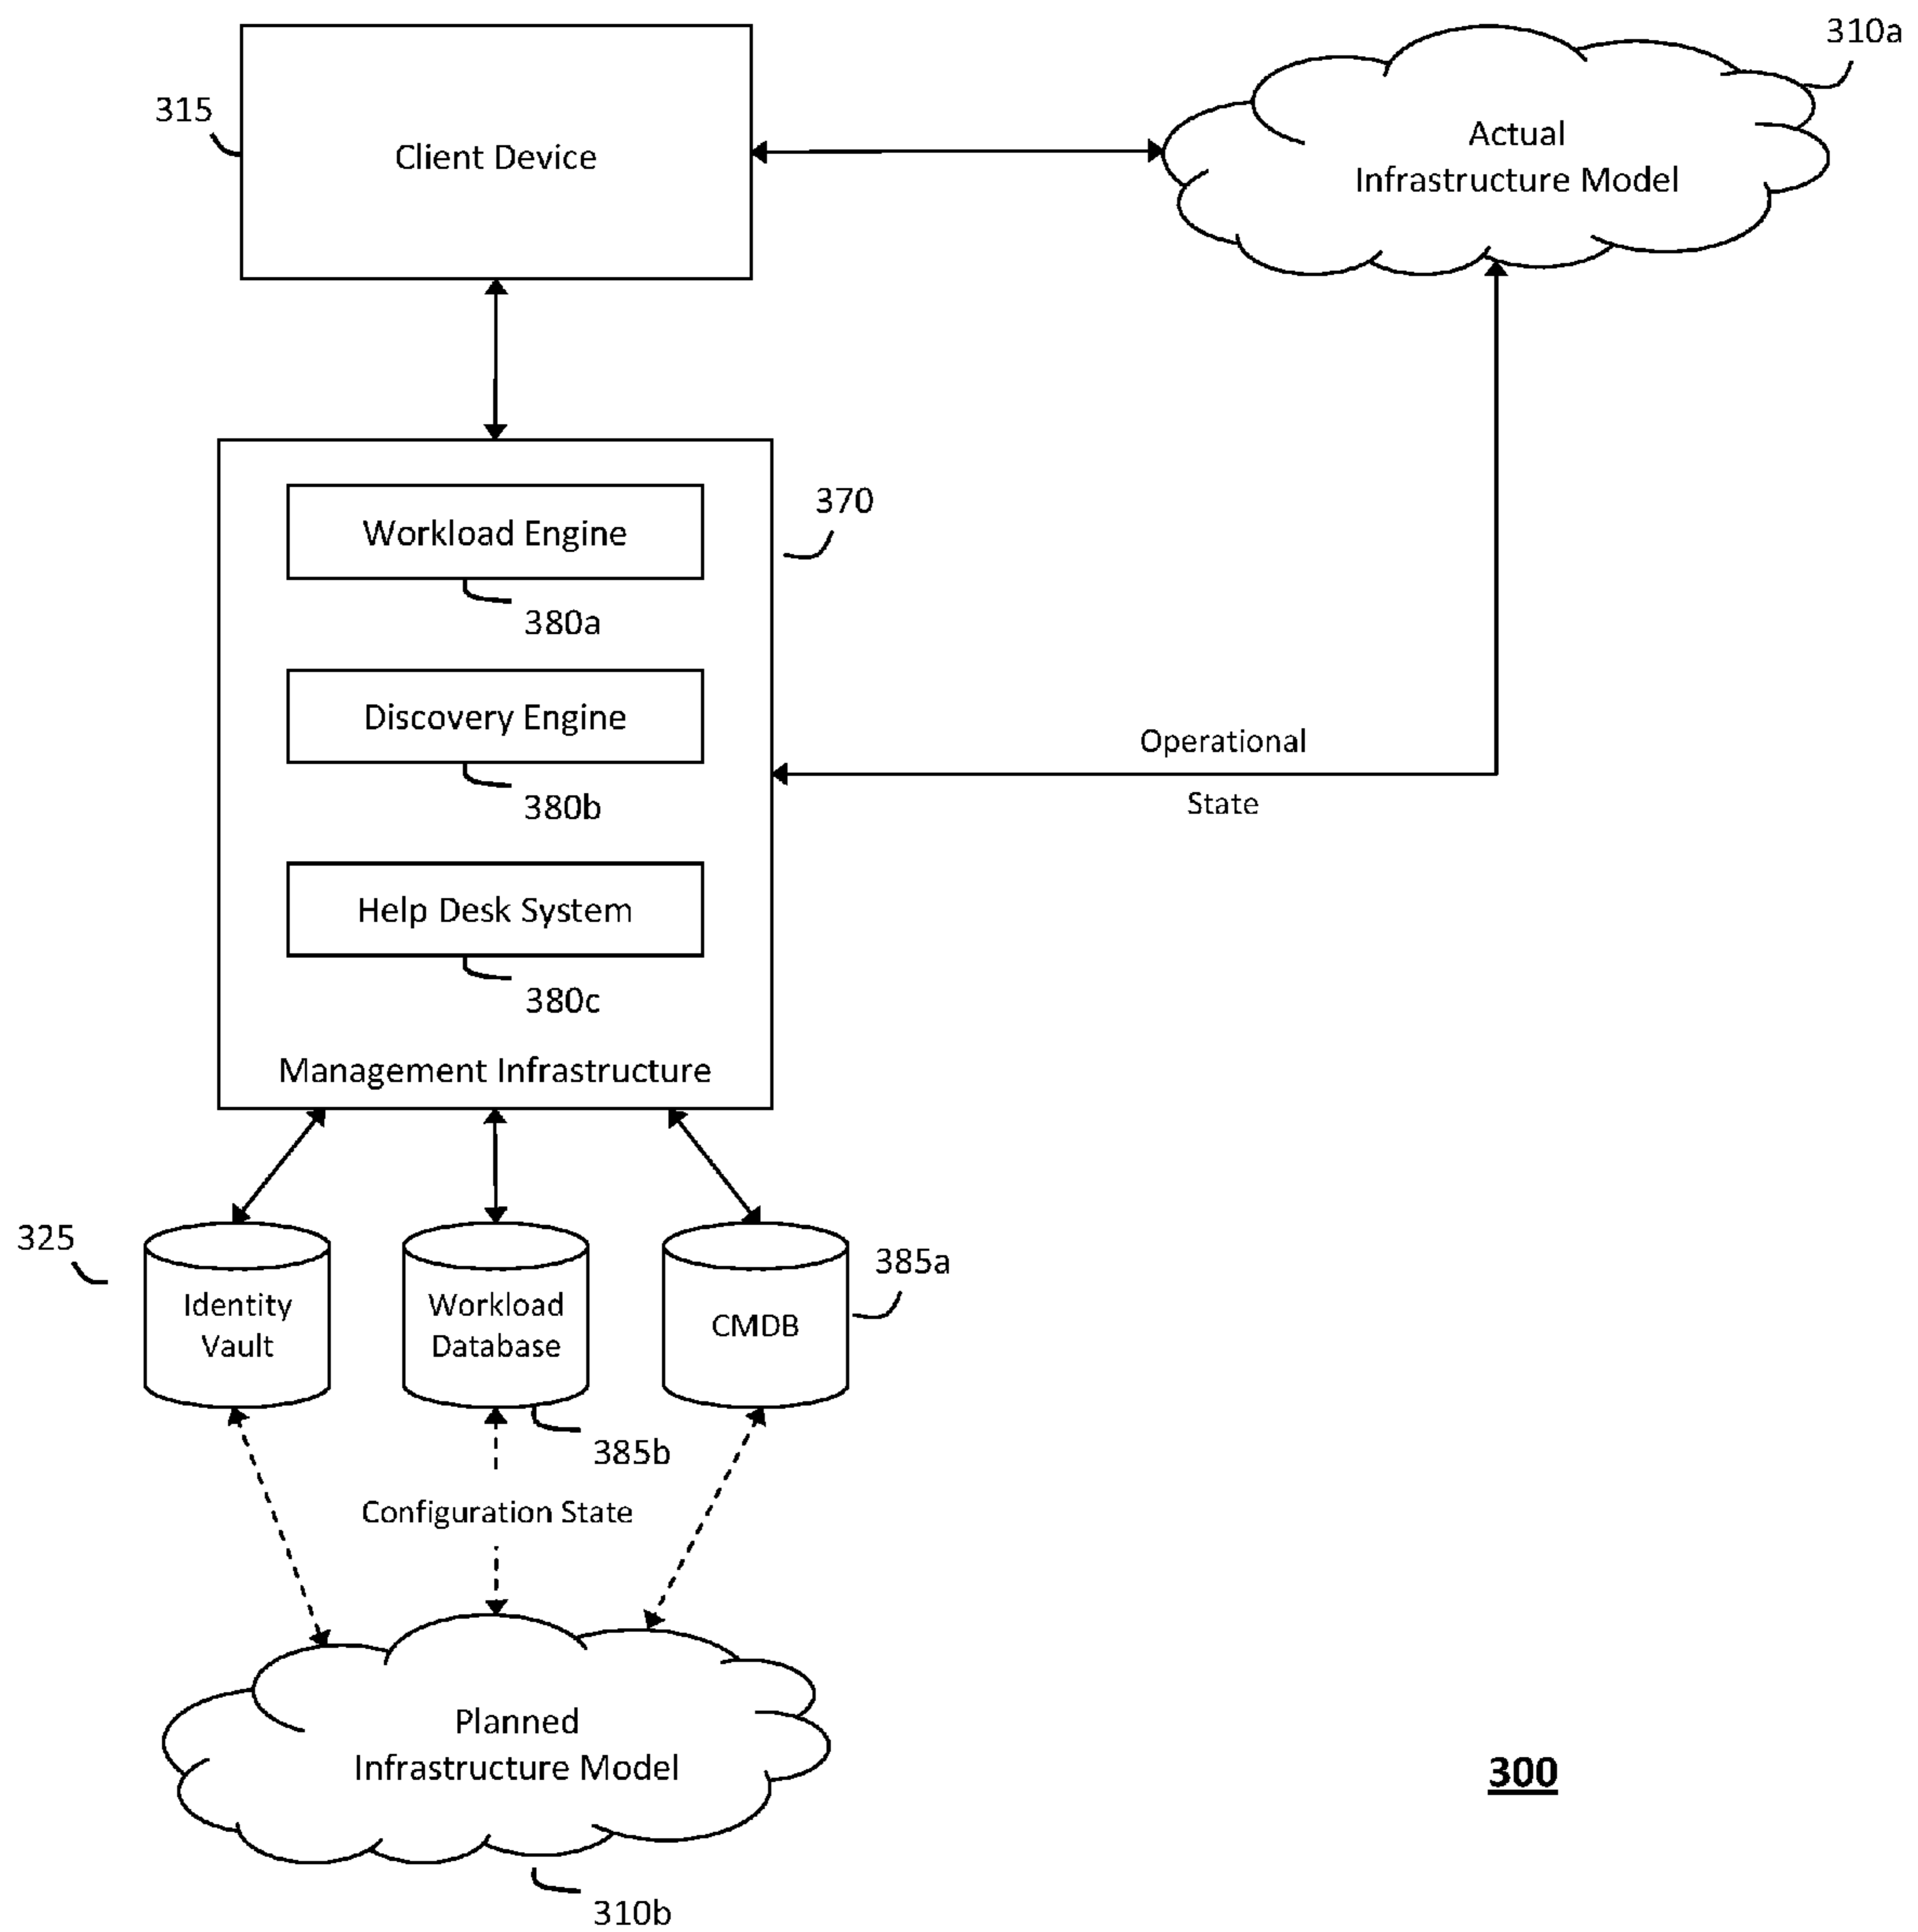 310a
315
Client Device
Actual
Infrastructure Model
370
Workload Engine
380a
Discovery Engine
380b
Operational
State
Help Desk System
380c
Management Infrastructure
325
Identity
Vault
Workload
Database
385a
CMDB
385b
Configuration State
Planned
Infrastructure Model
300
310b